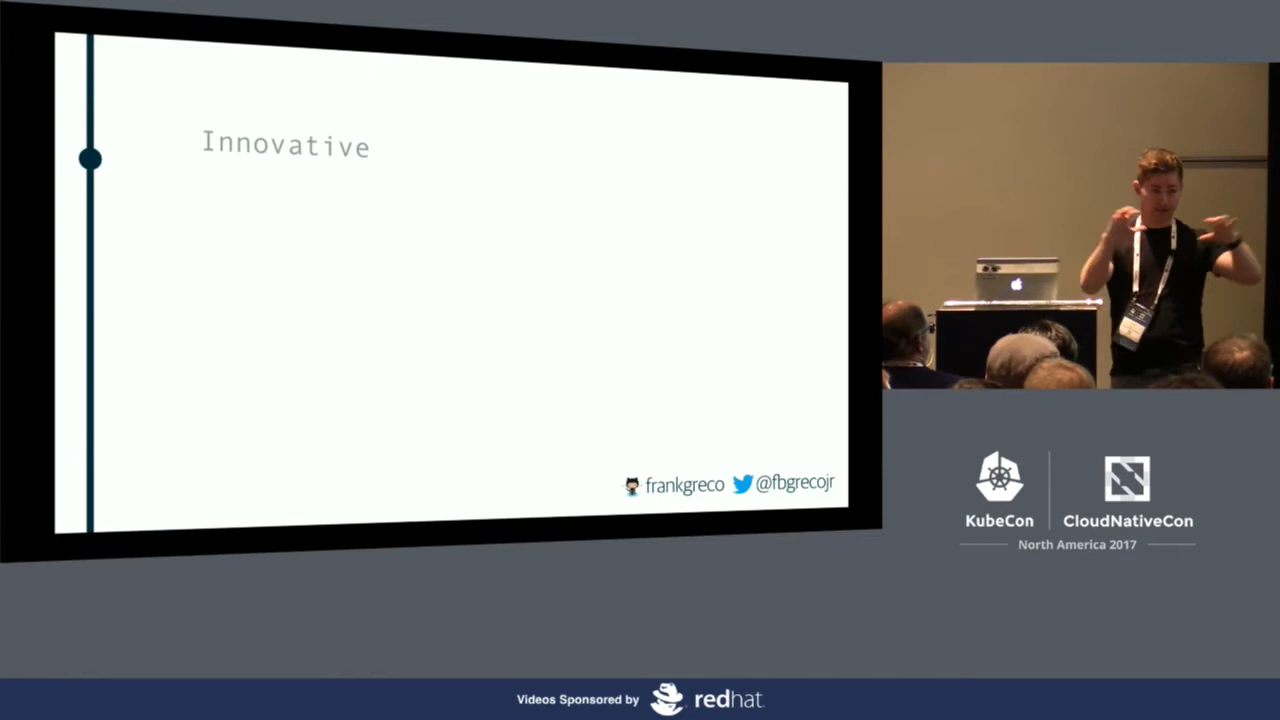 Innovative
frankgreco @fbgrecojr
KubeCon CloudNativeCon
North America 2017
Videos Sponsored by redhat.